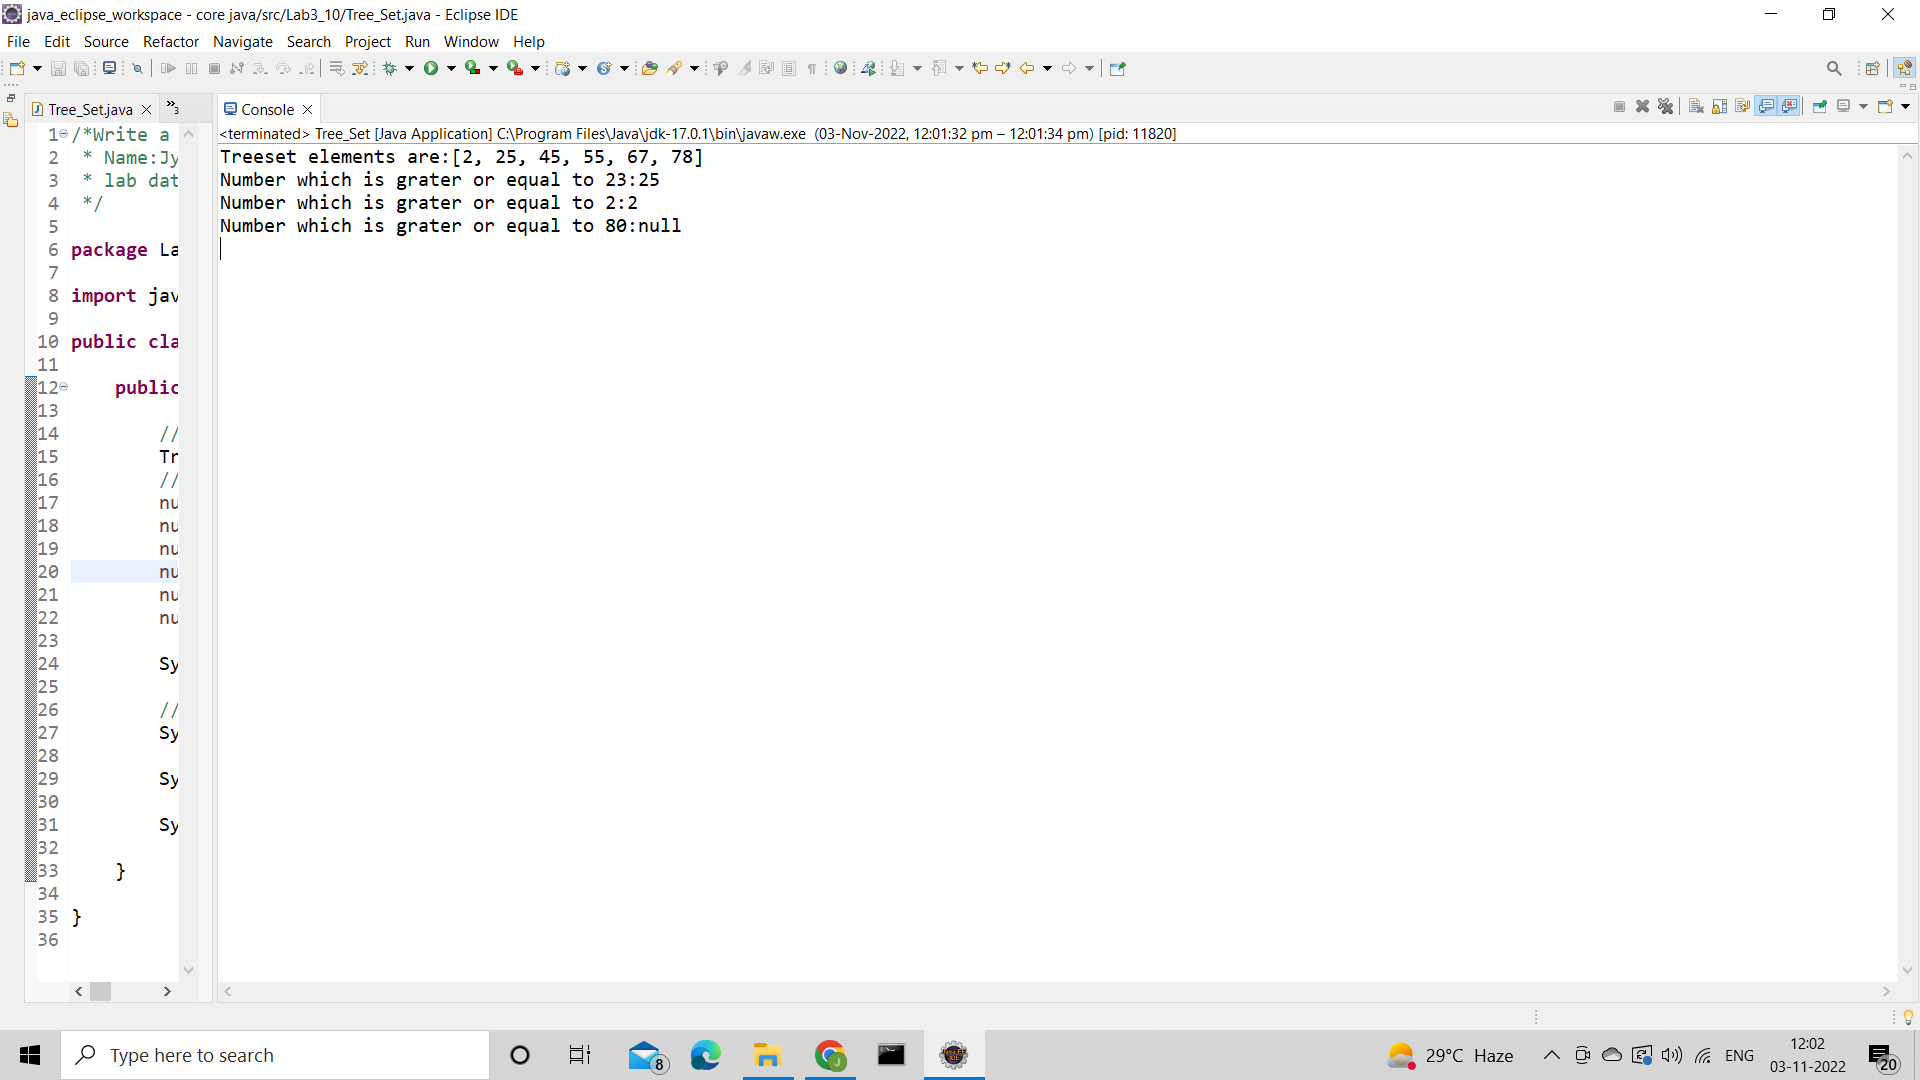 java_eclipse_workspace - core java/src/Lab3_10/Tree_Set.java - Eclipse IDE
File Edit Source Refactor Navigate Search Project Run Window Help
Tree_Set.java
3
Console
<terminated> Tree_Set [Java Application] C:\Program Files\Java\jdk-17.0.1\bin\javaw.exe (03-Nov-2022, 12:01:32 pm – 12:01:34 pm) [pid: 11820]
1 /*Write a
2 * Name:Jy
3 * lab dat
4 */
5
6 package La
7
8 import jav
9
10 public cla
11
12 public
13
14 //
15 Tr
16 //
17 nu
18 nu
19 nu
20 nu
21 nu
22 nu
23
24 Sy
25
26 //
27 Sy
28
29 Sy
30
31 Sy
32
33 }
34
35 }
36
Treeset elements are:[2, 25, 45, 55, 67, 78]
Number which is grater or equal to 23:25
Number which is grater or equal to 2:2
Number which is grater or equal to 80:null
Type here to search
8
29°C Haze
ENG
12:02
03-11-2022
20